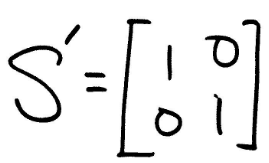 S' = [1 0
0 1]